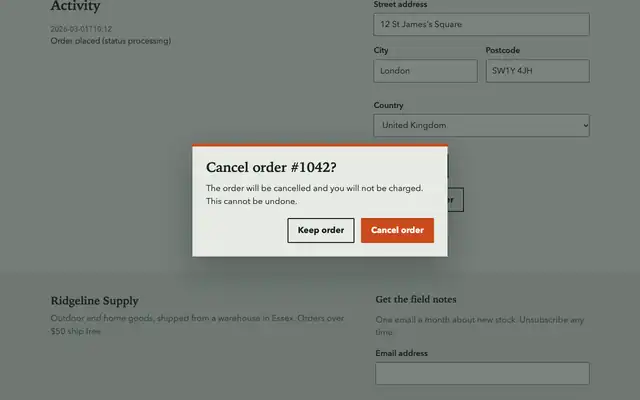 Activity
2026-03-01T10:12
Order placed (status processing)
Street address
12 St James's Square
City
Postcode
London
SW1Y 4JH
Country
United Kingdom
Cancel order #1042?
The order will be cancelled and you will not be charged.
This cannot be undone.
Keep order
Cancel order
Ridgeline Supply
Outdoor and home goods, shipped from a warehouse in Essex. Orders over
$50 ship free.
Get the field notes
One email a month about new stock. Unsubscribe any
time.
Email address